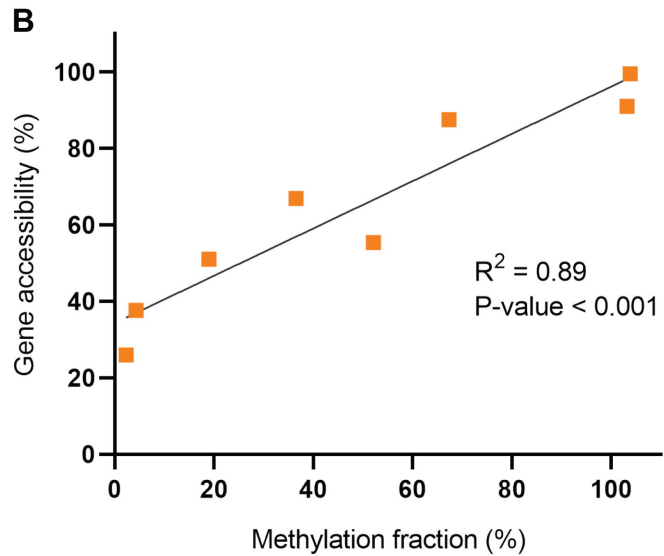 B
Gene accessibility (%)
100
80
60
40
20
0
R² = 0.89
P-value < 0.001
0 20 40 60 80 100
Methylation fraction (%)